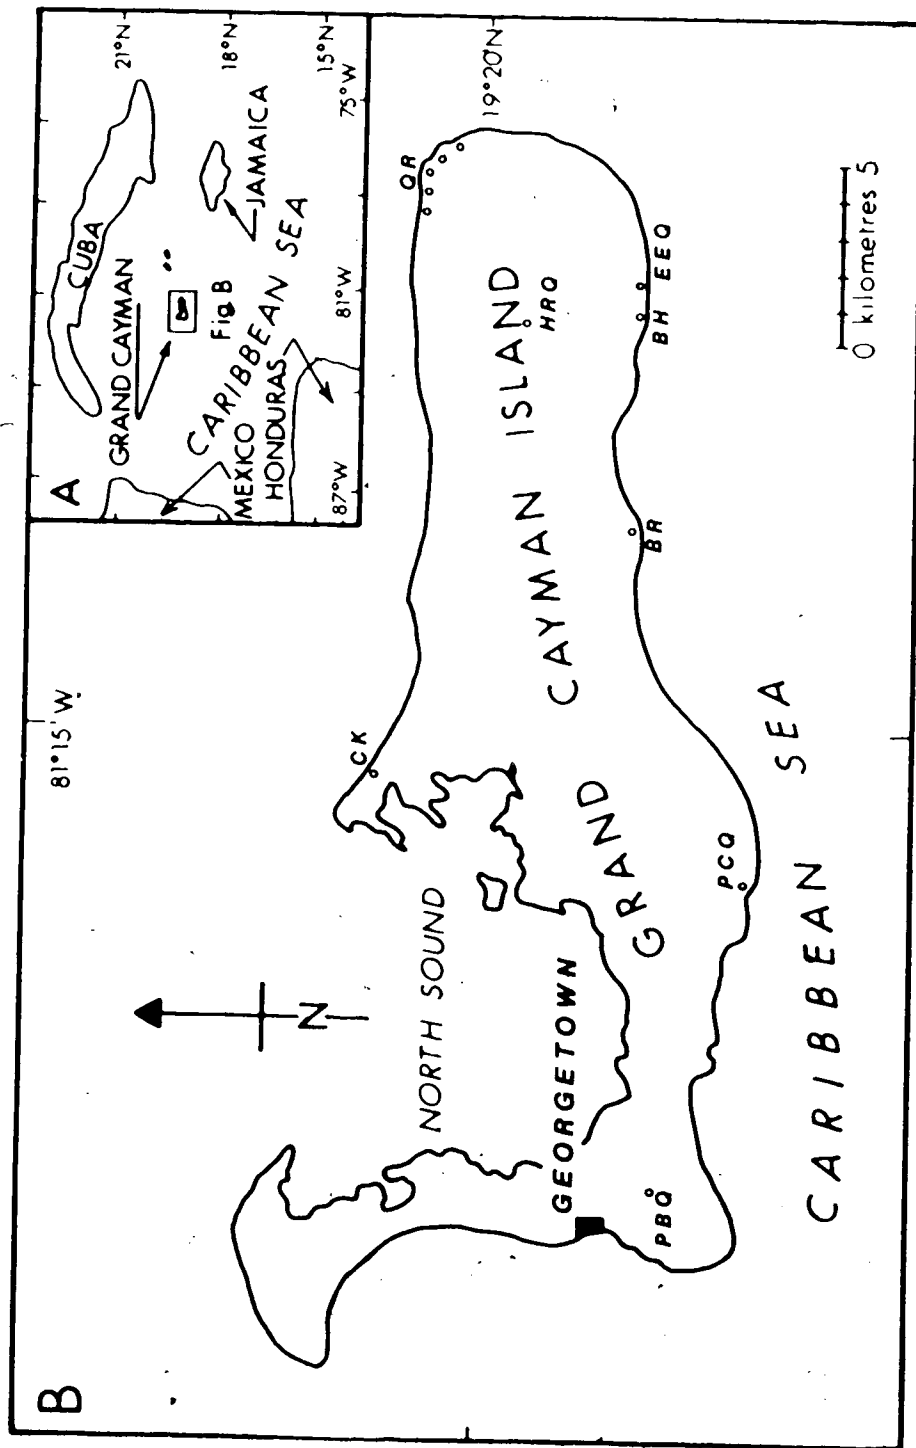 B
A
21°N
18°N
15°N
87°W
81°W
75°W
CUBA
GRAND CAYMAN
Fig B
JAMAICA
CARIBBEAN SEA
MEXICO
HONDURAS
81°15' W.
19°20' N
N
NORTH SOUND
GEORGETOWN
GRAND CAYMAN ISLAND
CK
QR
HRQ
PBQ
PCQ
BR
BH
EEQ
CARIBBEAN SEA
0 kilometres 5